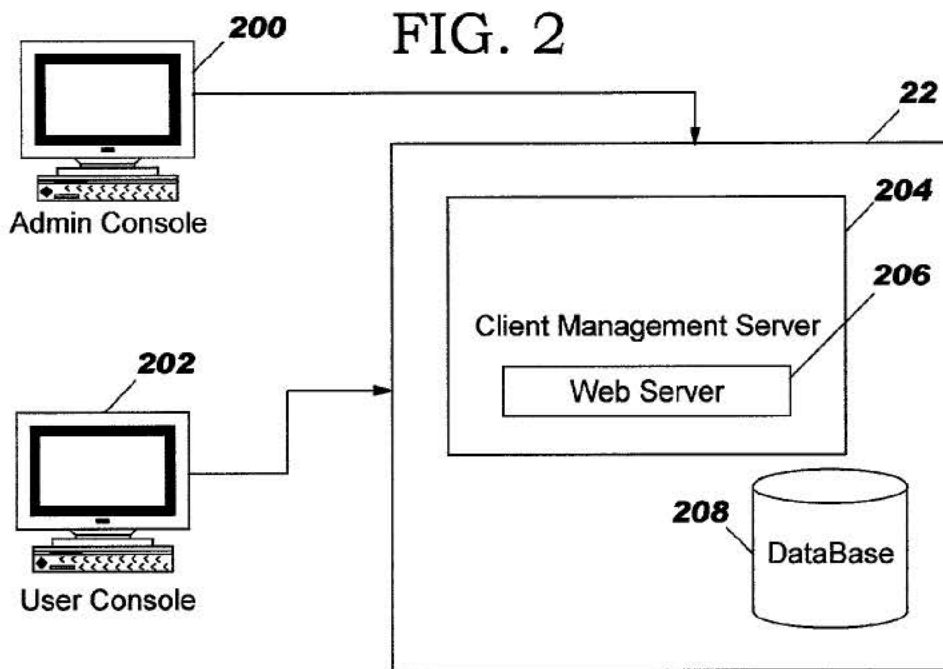 FIG. 2
200
Admin Console
22
204
206
Client Management Server
Web Server
202
User Console
208
DataBase